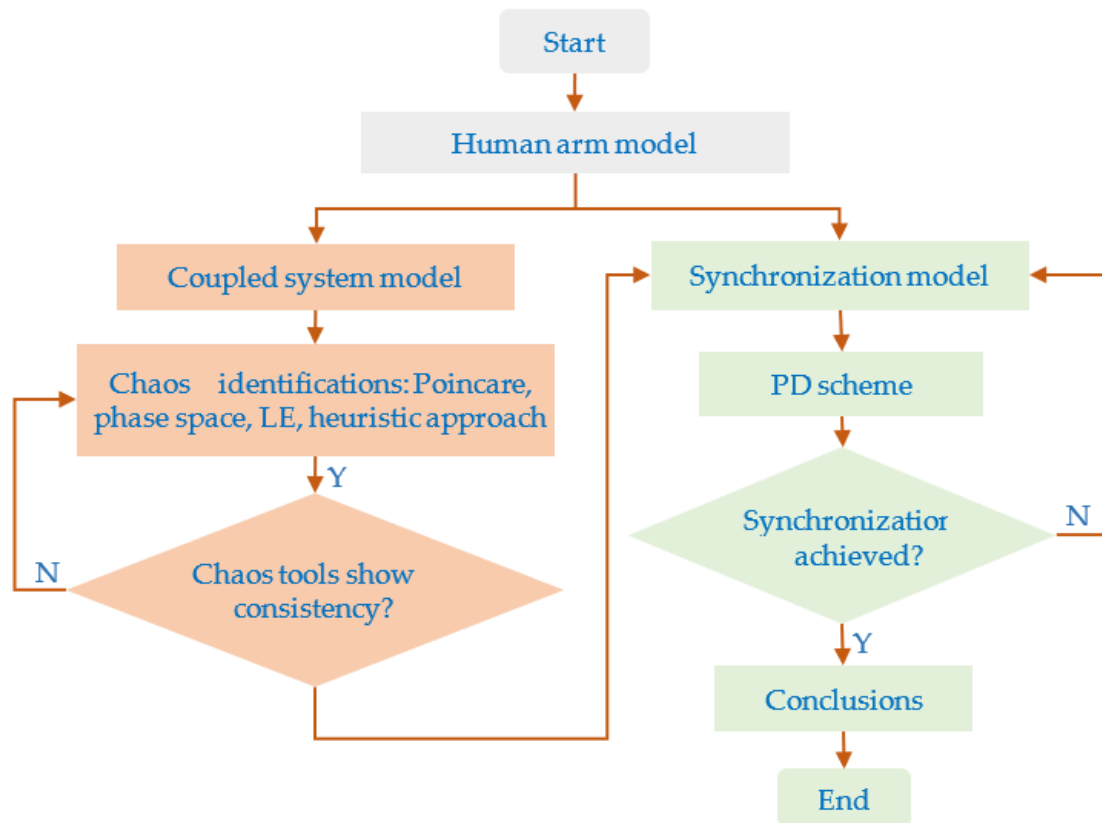 Start
Human arm model
Coupled system model
Synchronization model
Chaos identifications: Poincare,
phase space, LE, heuristic approach
PD scheme
Y
N
Chaos tools show
consistency?
Synchronizatior
achieved?
N
Y
Conclusions
End